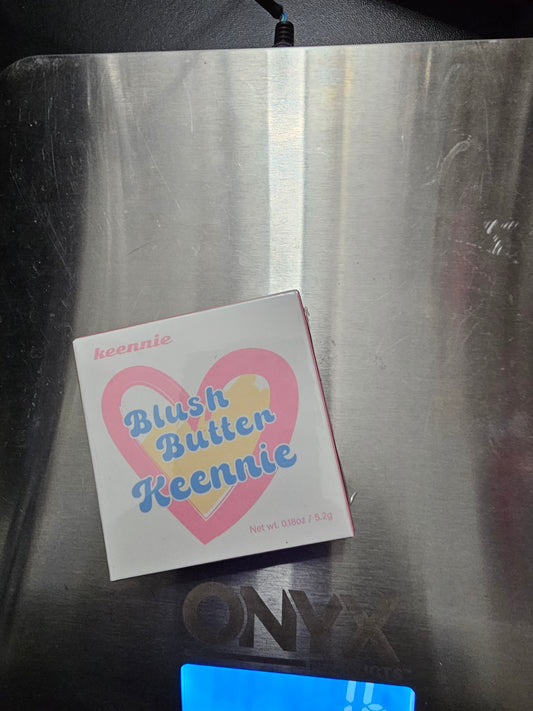 keennie
Blush
Butter
Keennie
Net wt. 0.18oz / 5.2g
ONYX